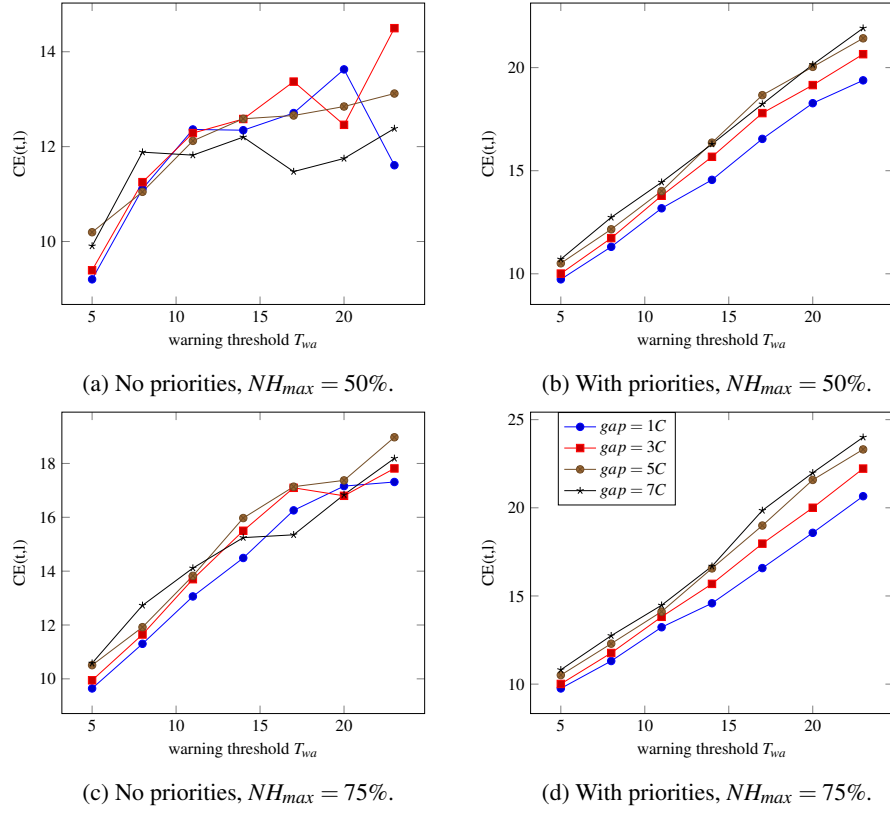 14
12
10
CE(t,l)
5
10
15
20
warning threshold T_wa
(a) No priorities, NH_max = 50%.
20
15
10
CE(t,l)
5
10
15
20
warning threshold T_wa
(b) With priorities, NH_max = 50%.
18
16
14
12
10
CE(t,l)
5
10
15
20
warning threshold T_wa
(c) No priorities, NH_max = 75%.
25
20
15
10
CE(t,l)
gap = 1C
gap = 3C
gap = 5C
gap = 7C
5
10
15
20
warning threshold T_wa
(d) With priorities, NH_max = 75%.